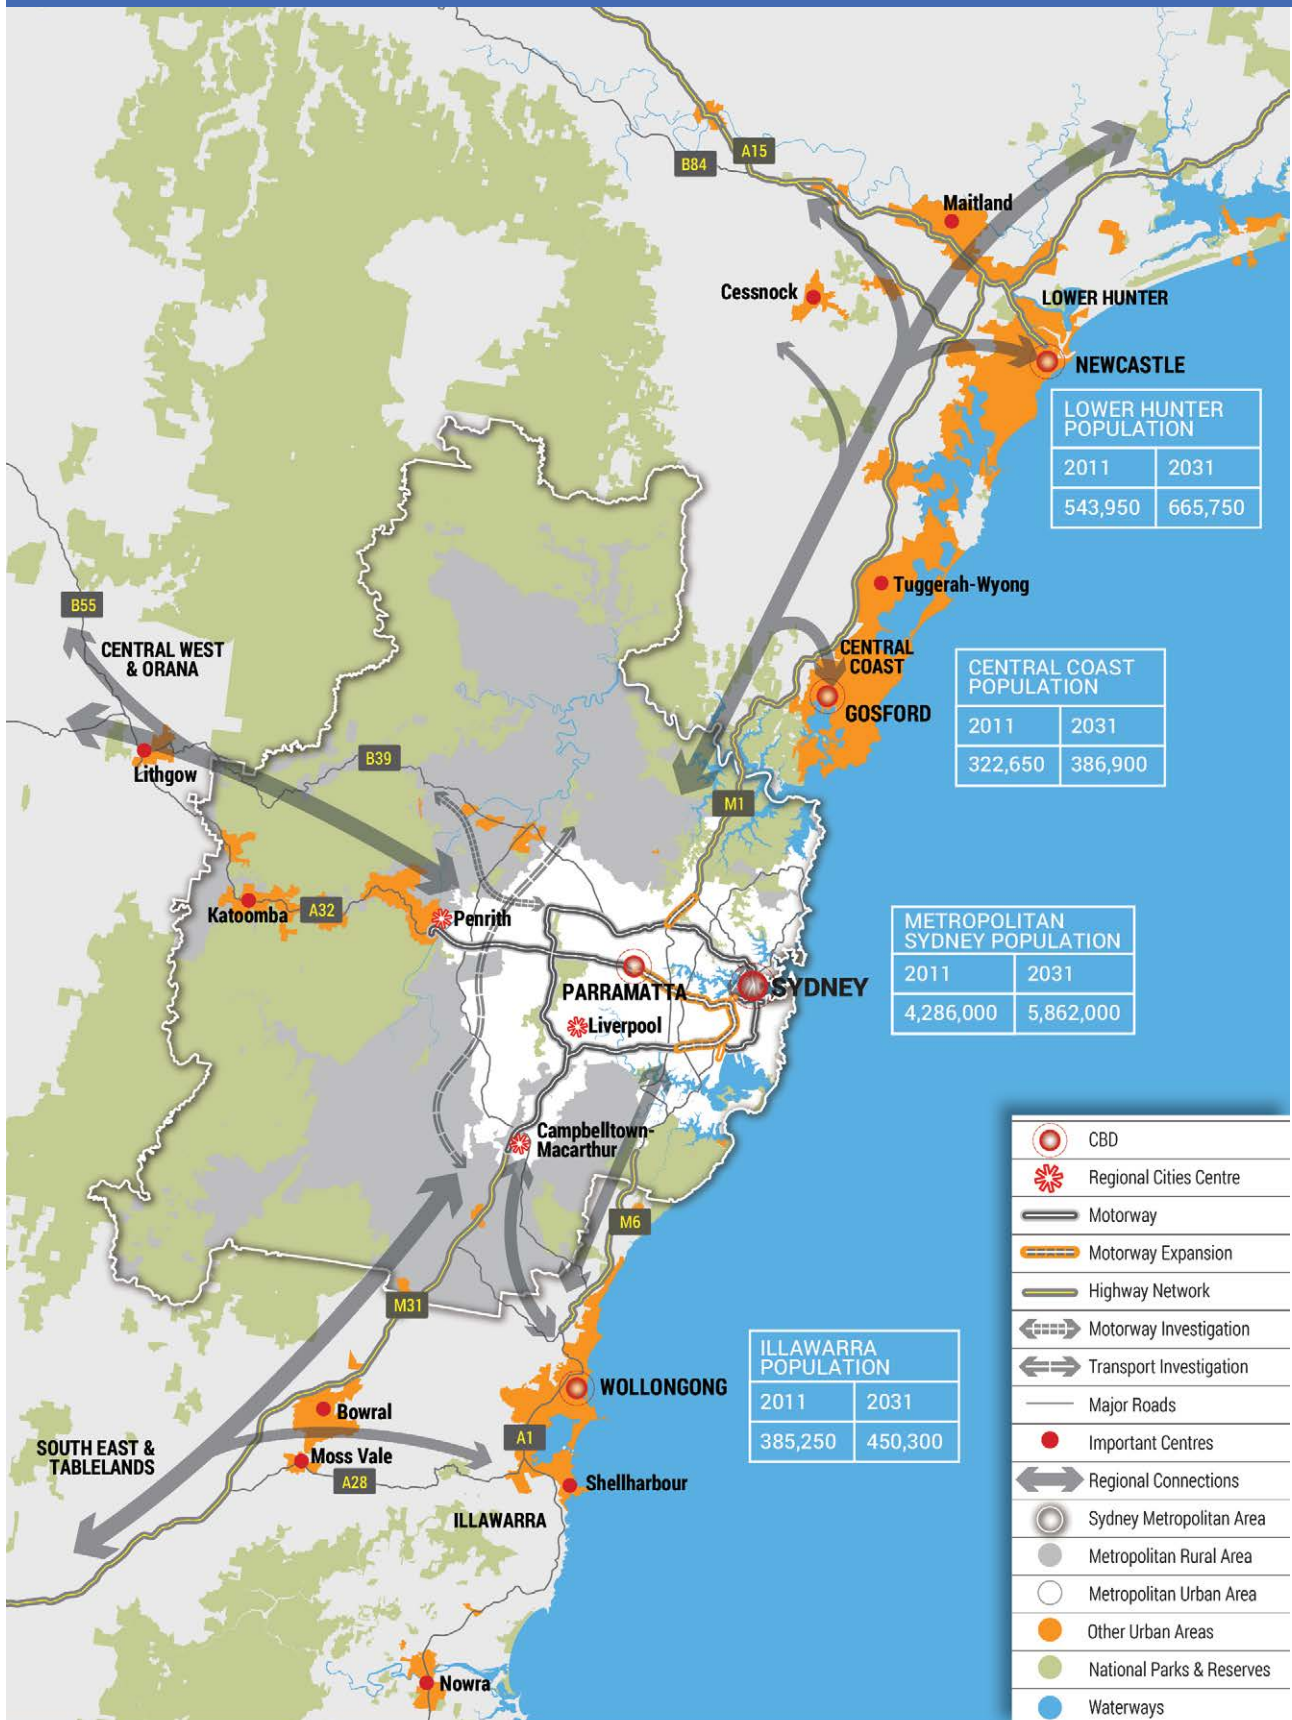 B84
A15
Maitland
Cessnock
LOWER HUNTER
NEWCASTLE
LOWER HUNTER
POPULATION
2011 2031
543,950 665,750
Tuggerah-Wyong
B55
CENTRAL WEST
& ORANA
CENTRAL
COAST
GOSFORD
CENTRAL COAST
POPULATION
2011 2031
322,650 386,900
Lithgow
B39
M1
Katoomba
A32
Penrith
METROPOLITAN
SYDNEY POPULATION
2011 2031
4,286,000 5,862,000
PARRAMATTA
SYDNEY
Liverpool
Campbelltown-
Macarthur
M6
M31
ILLAWARRA
POPULATION
2011 2031
385,250 450,300
WOLLONGONG
Bowral
A1
SOUTH EAST &
TABLELANDS
Moss Vale
A28
Shellharbour
ILLAWARRA
Nowra
CBD
Regional Cities Centre
Motorway
Motorway Expansion
Highway Network
Motorway Investigation
Transport Investigation
Major Roads
Important Centres
Regional Connections
Sydney Metropolitan Area
Metropolitan Rural Area
Metropolitan Urban Area
Other Urban Areas
National Parks & Reserves
Waterways